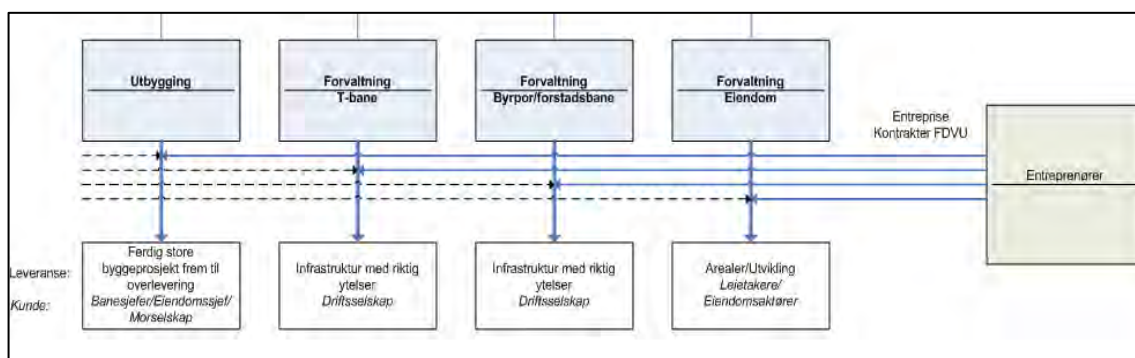 Utbygging
Forvaltning
T-bane
Forvaltning
Byrpor/forstadsbane
Forvaltning
Eiendom
Entreprise
Kontrakter FDVU
Entreprenører
Leveranse:
Kunde:
Ferdig store
byggeprosjekt frem til
overlevering
Banesjefer/Eiendomssjef/
Morselskap
Infrastruktur med riktig
ytelser
Driftsselskap
Infrastruktur med riktig
ytelser
Driftsselskap
Arealer/Utvikling
Leietakere/
Eiendomsaktører